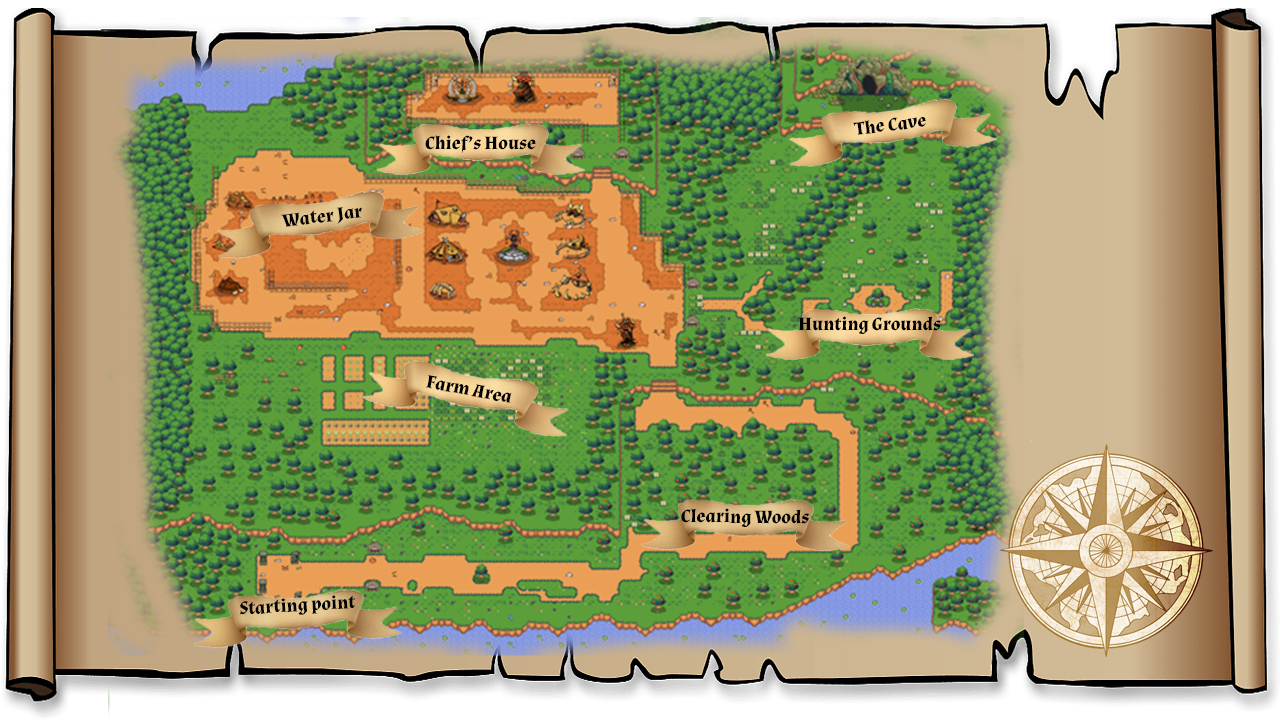 Chief's House
The Cave
Water Jar
Hunting Grounds
Farm Area
Clearing Woods
Starting point